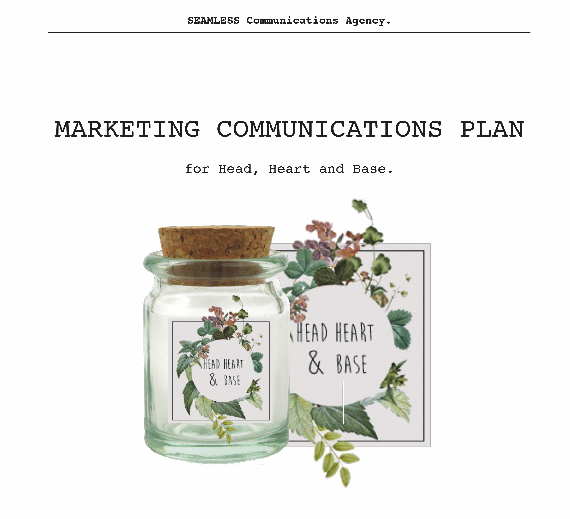 SEAMLESS Communications Agency.
MARKETING COMMUNICATIONS PLAN
for Head, Heart and Base.
HEAD HEART
& BASE
HEAD HEART
& BASE